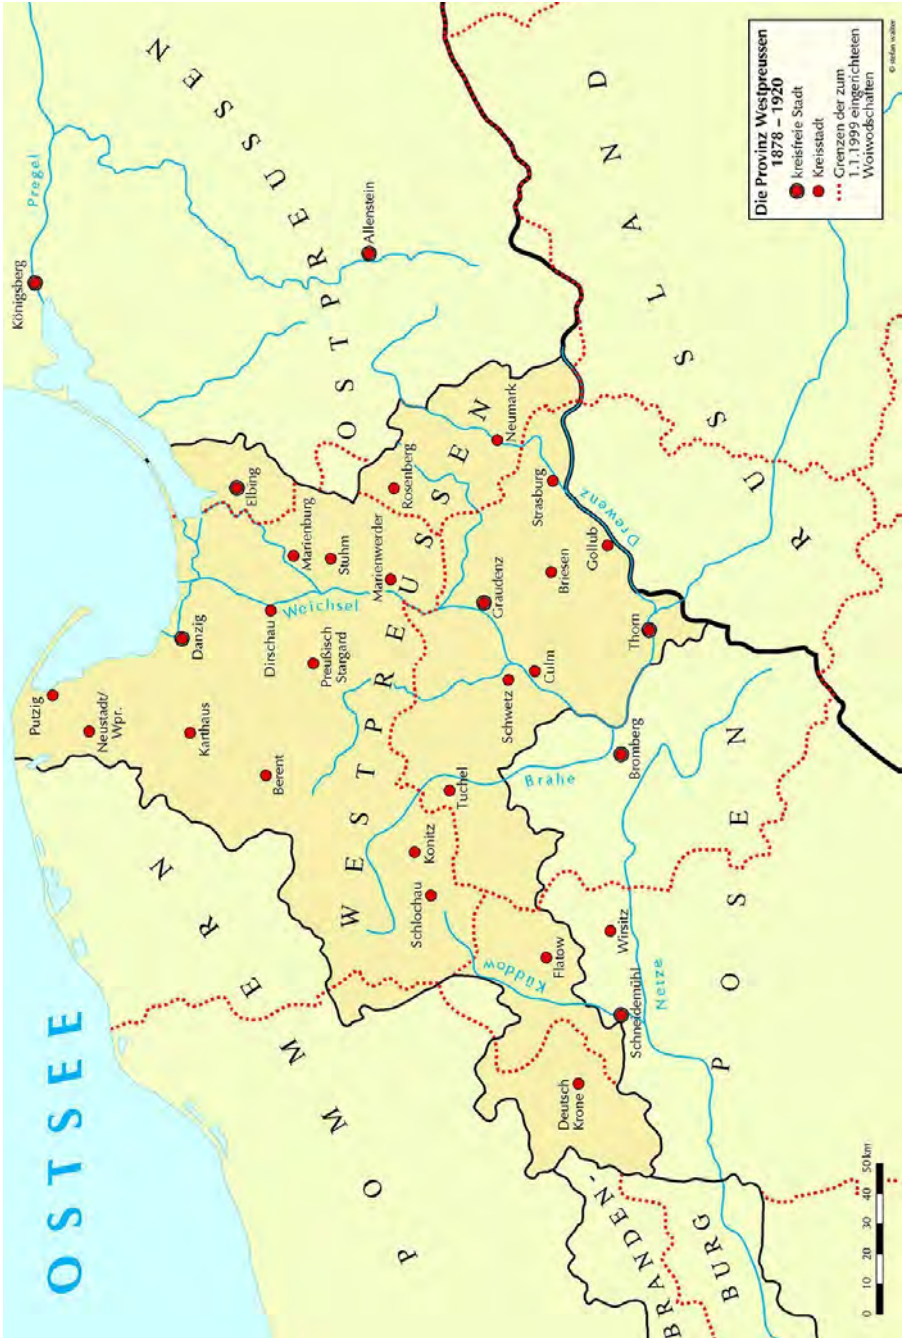 OSTSEE
Königsberg
Pregel
Putzig
Neustadt/
Wpr.
Danzig
Karthaus
Elbing
Berent
Dirschau
Marienburg
Stuhm
Weichsel
Preußisch
Stargard
Marienwerder
Rosenberg
Allenstein
OSTPREUSSEN
POMMERN
WESTPREUSSEN
Konitz
Schlochau
Tuchel
Graudenz
Neumark
Schwetz
Culm
Briesen
Strasburg
Gollub
Drewenz
Thorn
Brahe
Bromberg
Flatow
Küddow
Deutsch
Krone
Schneidemühl
Wirsitz
Netze
POSEN
RUSSLAND
BRANDEN-
BURG
0 10 20 30 40 50km
Die Provinz Westpreussen
1878 – 1920
kreisfreie Stadt
Kreisstadt
Grenzen der zum
1.1.1999 eingerichteten
Woiwodschaften
© stefan walter